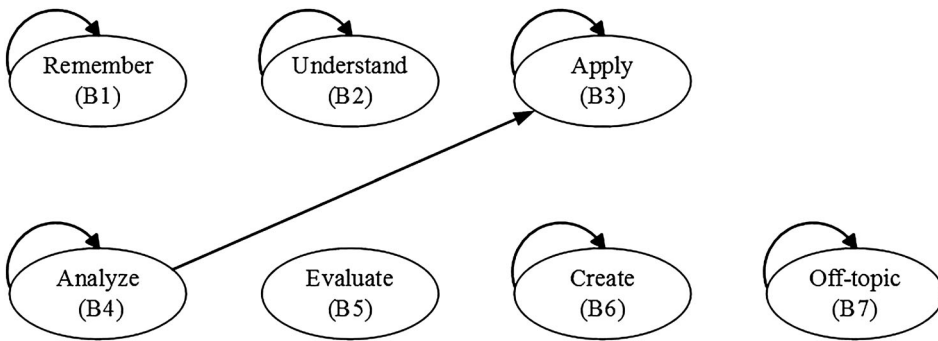 Remember
(B1)
Understand
(B2)
Apply
(B3)
Analyze
(B4)
Evaluate
(B5)
Create
(B6)
Off-topic
(B7)